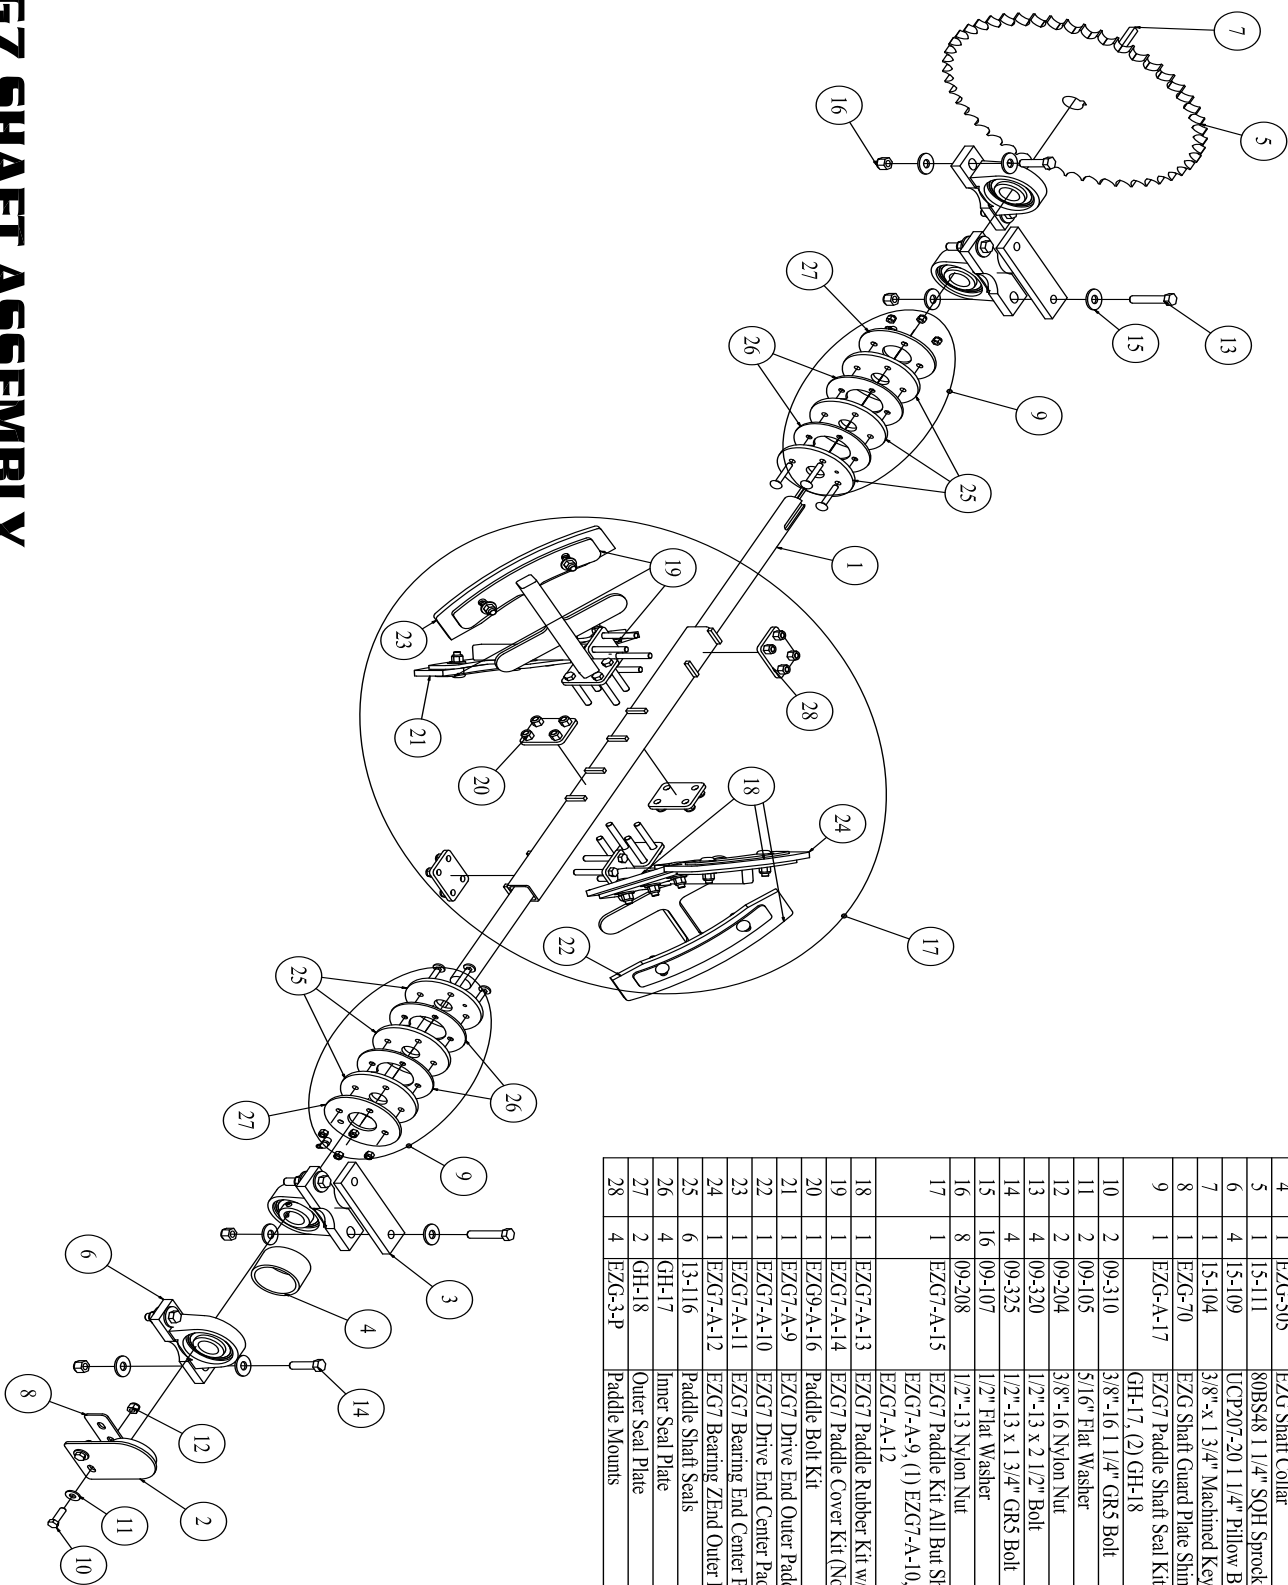 G7 SHAFT ASSEMBLY
7
5
16
27
15
13
26
9
25
1
19
23
21
28
20
18
24
22
17
25
26
27
9
6
3
4
14
8
12
2
11
10
4 1 EZG-505 EZG Shaft Collar
5 1 15-111 80BS48 1 1/4" SQH Sprock
6 4 15-109 UCP207-20 1 1/4" Pillow B
7 1 15-104 3/8"-x 1 3/4" Machined Key
8 1 EZG-70 EZG Shaft Guard Plate Shin
9 1 EZG-A-17 EZG7 Paddle Shaft Seal Kit
GH-17, (2) GH-18
10 2 09-310 3/8"-16 1 1/4" GR5 Bolt
11 2 09-105 5/16" Flat Washer
12 2 09-204 3/8"-16 Nylon Nut
13 4 09-320 1/2"-13 x 2 1/2" Bolt
14 4 09-325 1/2"-13 x 1 3/4" GR5 Bolt
15 16 09-107 1/2" Flat Washer
16 8 09-208 1/2"-13 Nylon Nut
17 1 EZG7-A-15 EZG7 Paddle Kit All But Sh
EZG7-A-9, (1) EZG7-A-10,
EZG7-A-12
18 1 EZG7-A-13 EZG7 Paddle Rubber Kit w/
19 1 EZG7-A-14 EZG7 Paddle Cover Kit (No
20 1 EZG9-A-16 Paddle Bolt Kit
21 1 EZG7-A-9 EZG7 Drive End Outer Padd
22 1 EZG7-A-10 EZG7 Drive End Center Pad
23 1 EZG7-A-11 EZG7 Bearing End Center P
24 1 EZG7-A-12 EZG7 Bearing ZEnd Outer
25 6 13-116 Paddle Shaft Seals
26 4 GH-17 Inner Seal Plate
27 2 GH-18 Outer Seal Plate
28 4 EZG-3-P Paddle Mounts